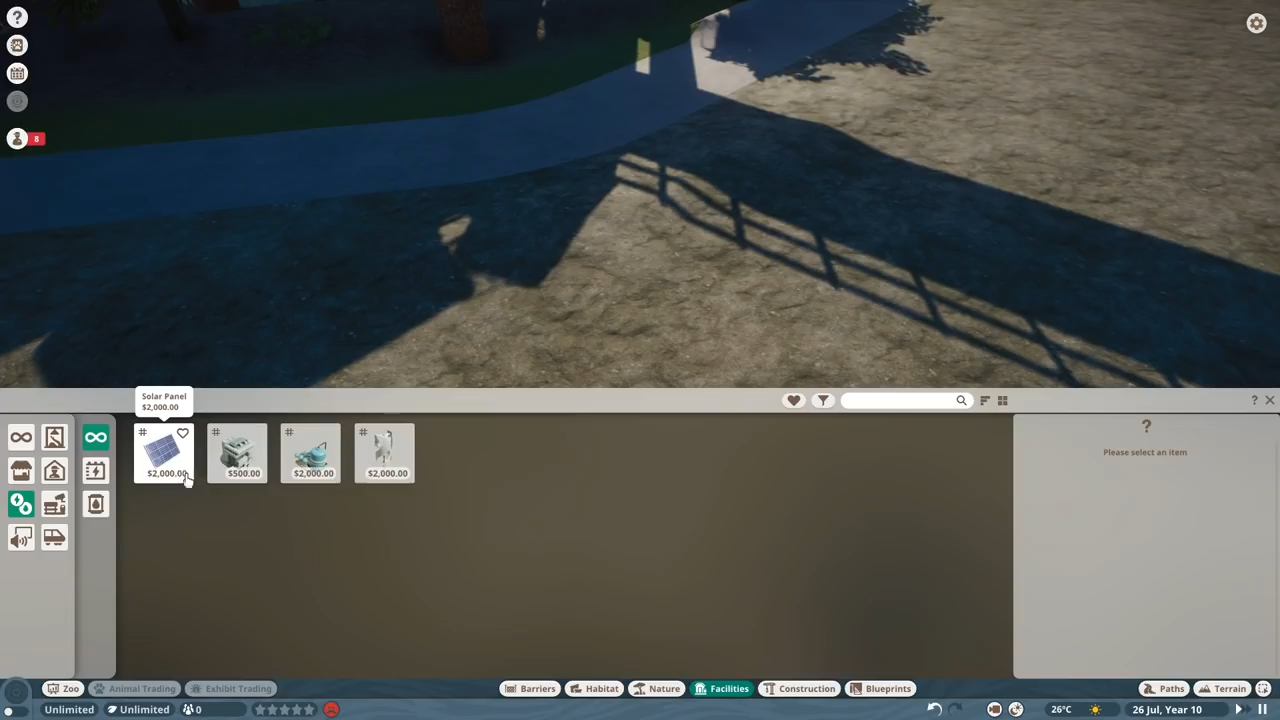 ?
8
Solar Panel
$2,000.00
?
$2,000.00
$500.00
$2,000.00
$2,000.00
?
Please select an item
Zoo
Animal Trading
Exhibit Trading
Barriers
Habitat
Nature
Facilities
Construction
Blueprints
Paths
Terrain
Unlimited
Unlimited
0
26°C
26 Jul, Year 10